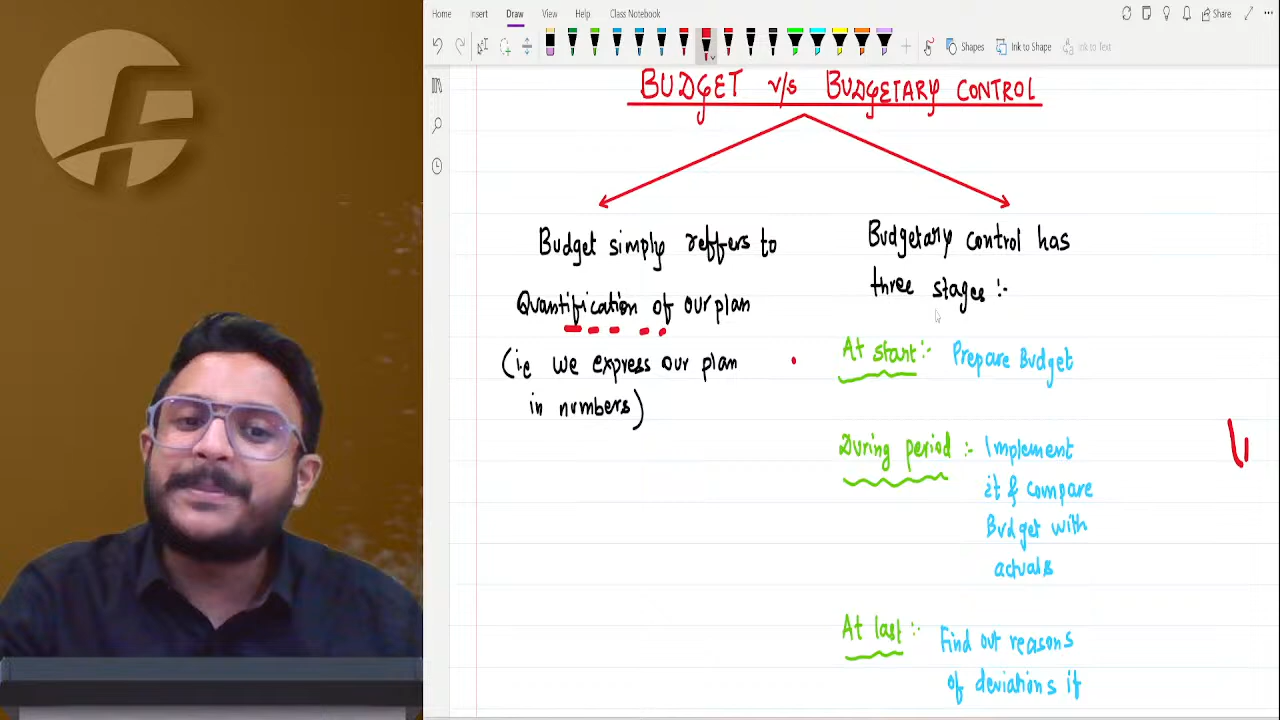 Home Insert Draw View Help Class Notebook Share
Shapes Ink to Shape Ink to Text
BUDGET v/s BUDGETARY CONTROL
Budget simply reffers to
Quantification of our plan
(ie we express our plan
in numbers)
Budgetary control has
three stages :-
At start :- Prepare Budget
During period :- Implement
it & compare
Budget with
actuals
At last :- Find out reasons
of deviations if